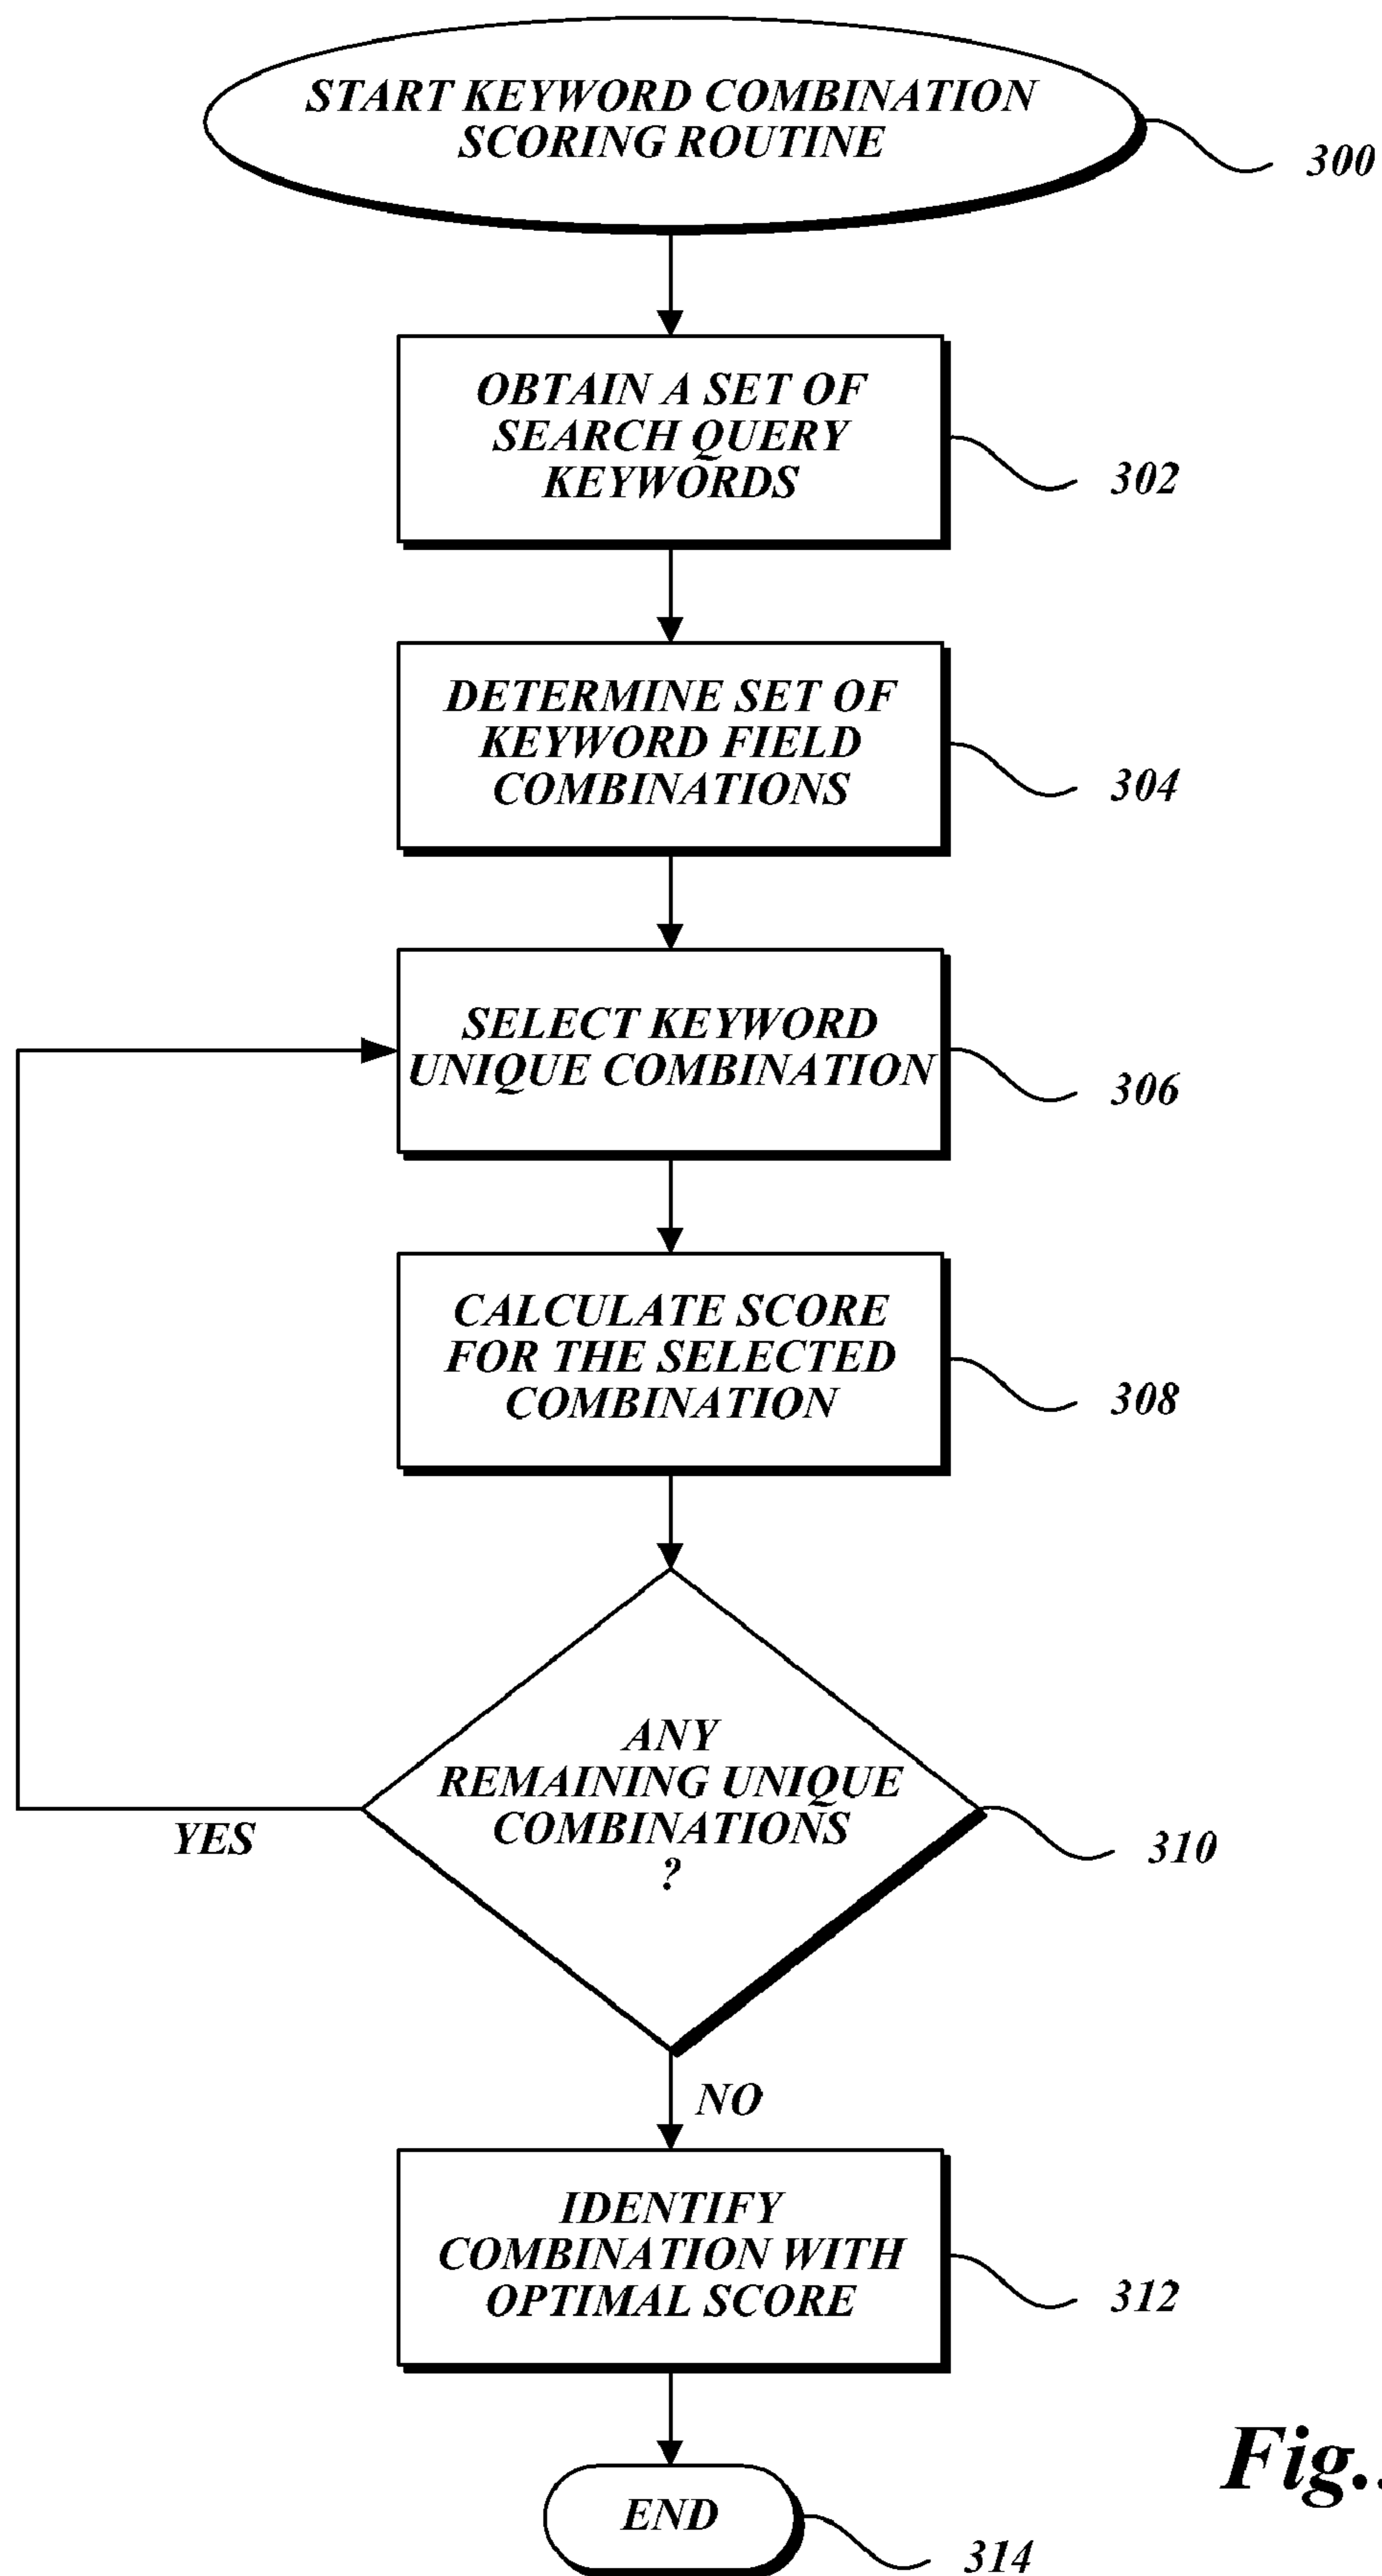 START KEYWORD COMBINATION
SCORING ROUTINE
300
OBTAIN A SET OF
SEARCH QUERY
KEYWORDS
302
DETERMINE SET OF
KEYWORD FIELD
COMBINATIONS
304
SELECT KEYWORD
UNIQUE COMBINATION
306
CALCULATE SCORE
FOR THE SELECTED
COMBINATION
308
ANY
REMAINING UNIQUE
COMBINATIONS
?
310
YES
NO
IDENTIFY
COMBINATION WITH
OPTIMAL SCORE
312
Fig.
END
314